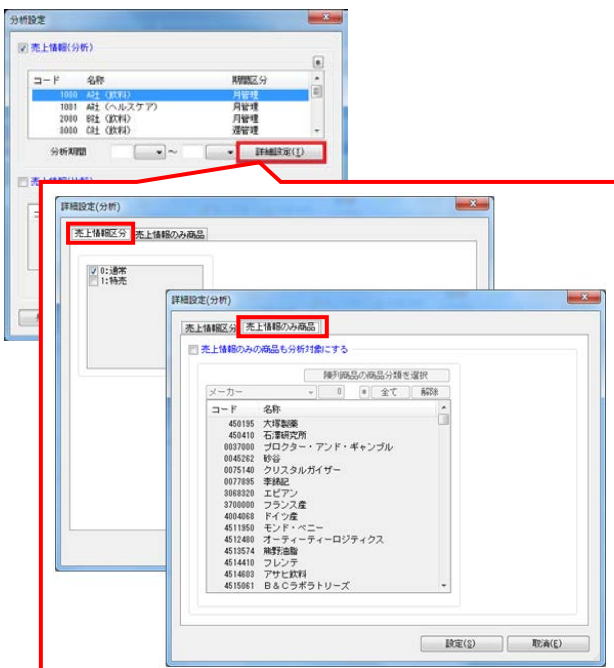 分析設定
売上情報(分析)
*
コード 名称 期間区分
1000 A社 (飲料) 月管理
1001 A社 (ヘルスケア) 月管理
2000 B社 (飲料) 月管理
3000 C社 (飲料) 週管理
分析期間 ～ 詳細設定(I)
詳細設定(分析)
売上情報区分 売上情報のみ商品
0:通常
1:特売
詳細設定(分析)
売上情報区分 売上情報のみ商品
売上情報のみの商品も分析対象にする
陳列商品の商品分類を選択
メーカー 0 * 全て 解除
コード 名称
450195 大塚製薬
450410 石澤研究所
0037000 プロクター・アンド・ギャンブル
0045262 砂谷
0075140 クリスタルガイザー
0077895 李錦記
3068320 エビアン
3700000 フランス産
4004068 ドイツ産
4511950 モンド・ベニー
4512480 オーティーティーロジティクス
4513574 熊野油脂
4514410 フレンテ
4514603 アサヒ飲料
4515061 B&Cラボラトリーズ
設定(S) 取消(E)